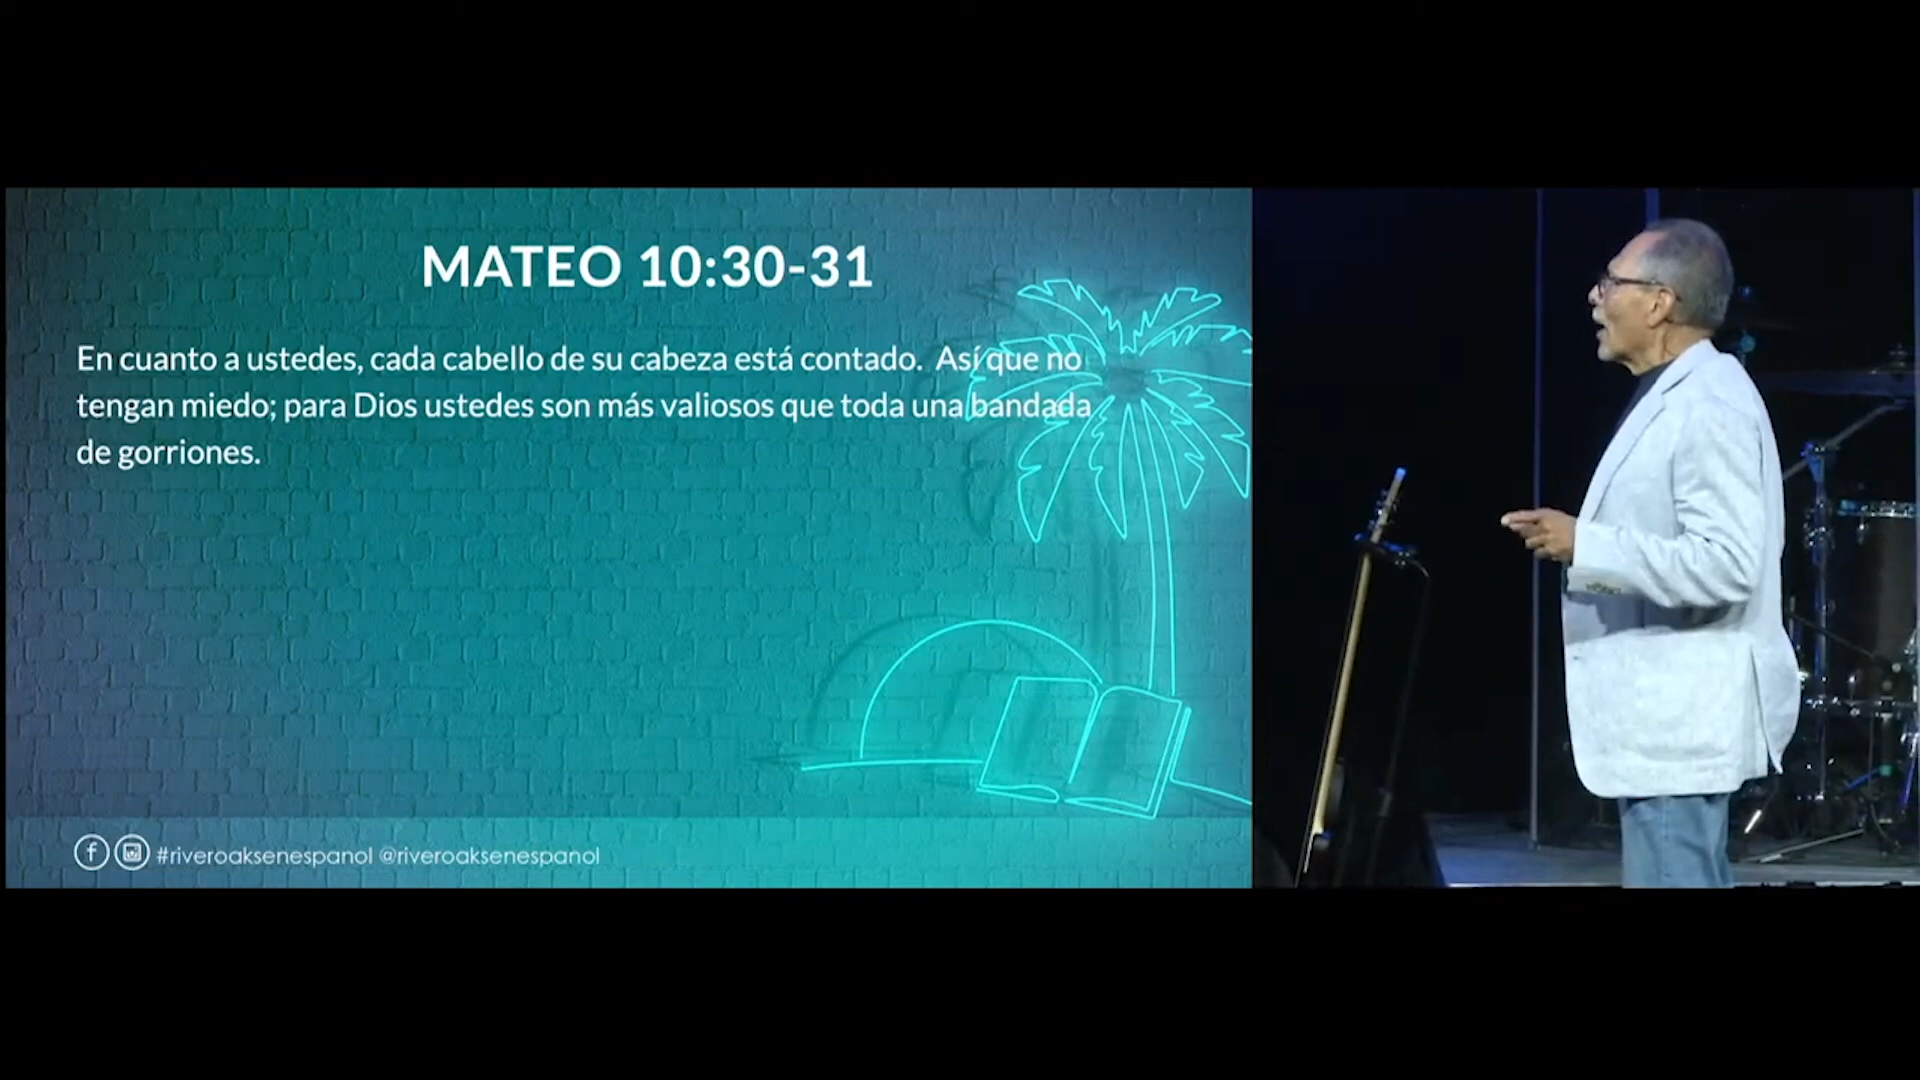 MATEO 10:30-31
En cuanto a ustedes, cada cabello de su cabeza está contado.  Así que no
tengan miedo; para Dios ustedes son más valiosos que toda una bandada
de gorriones.
#riveroaksenespanol @riveroaksenespanol